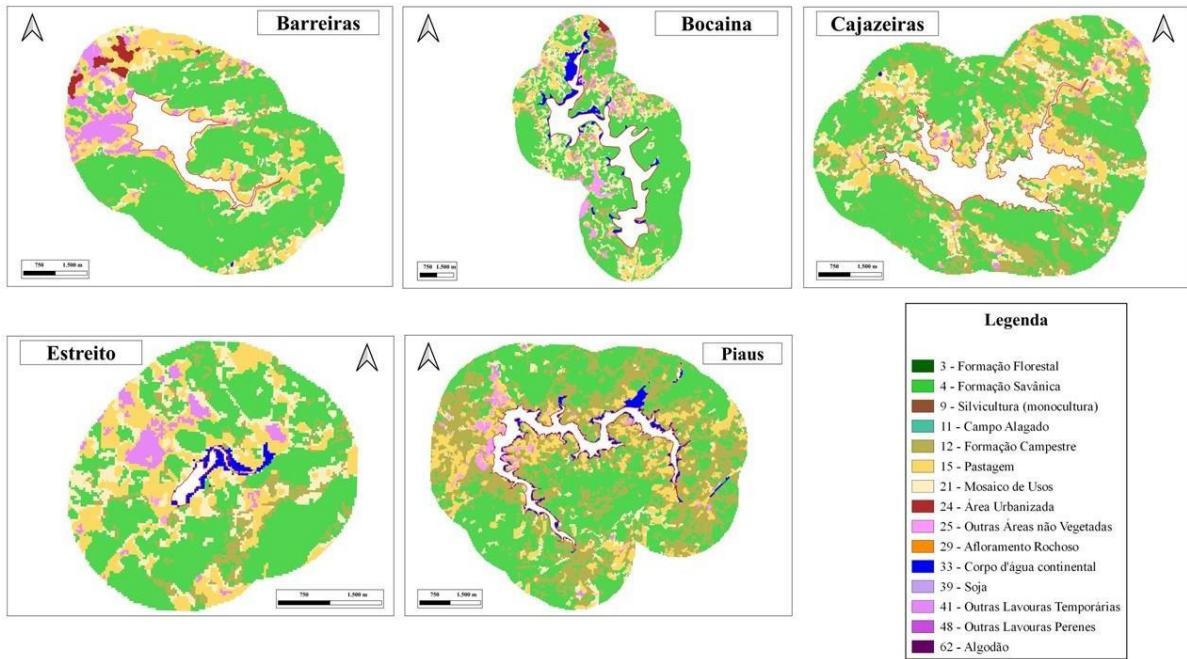 Barreiras
750 1.500 m
Bocaina
750 1.500 m
Cajazeiras
750 1.500 m
Estreito
750 1.500 m
Piaus
750 1.500 m
Legenda
3 - Formação Florestal
4 - Formação Savânica
9 - Silvicultura (monocultura)
11 - Campo Alagado
12 - Formação Campestre
15 - Pastagem
21 - Mosaico de Usos
24 - Área Urbanizada
25 - Outras Áreas não Vegetadas
29 - Afloramento Rochoso
33 - Corpo d'água continental
39 - Soja
41 - Outras Lavouras Temporárias
48 - Outras Lavouras Perenes
62 - Algodão